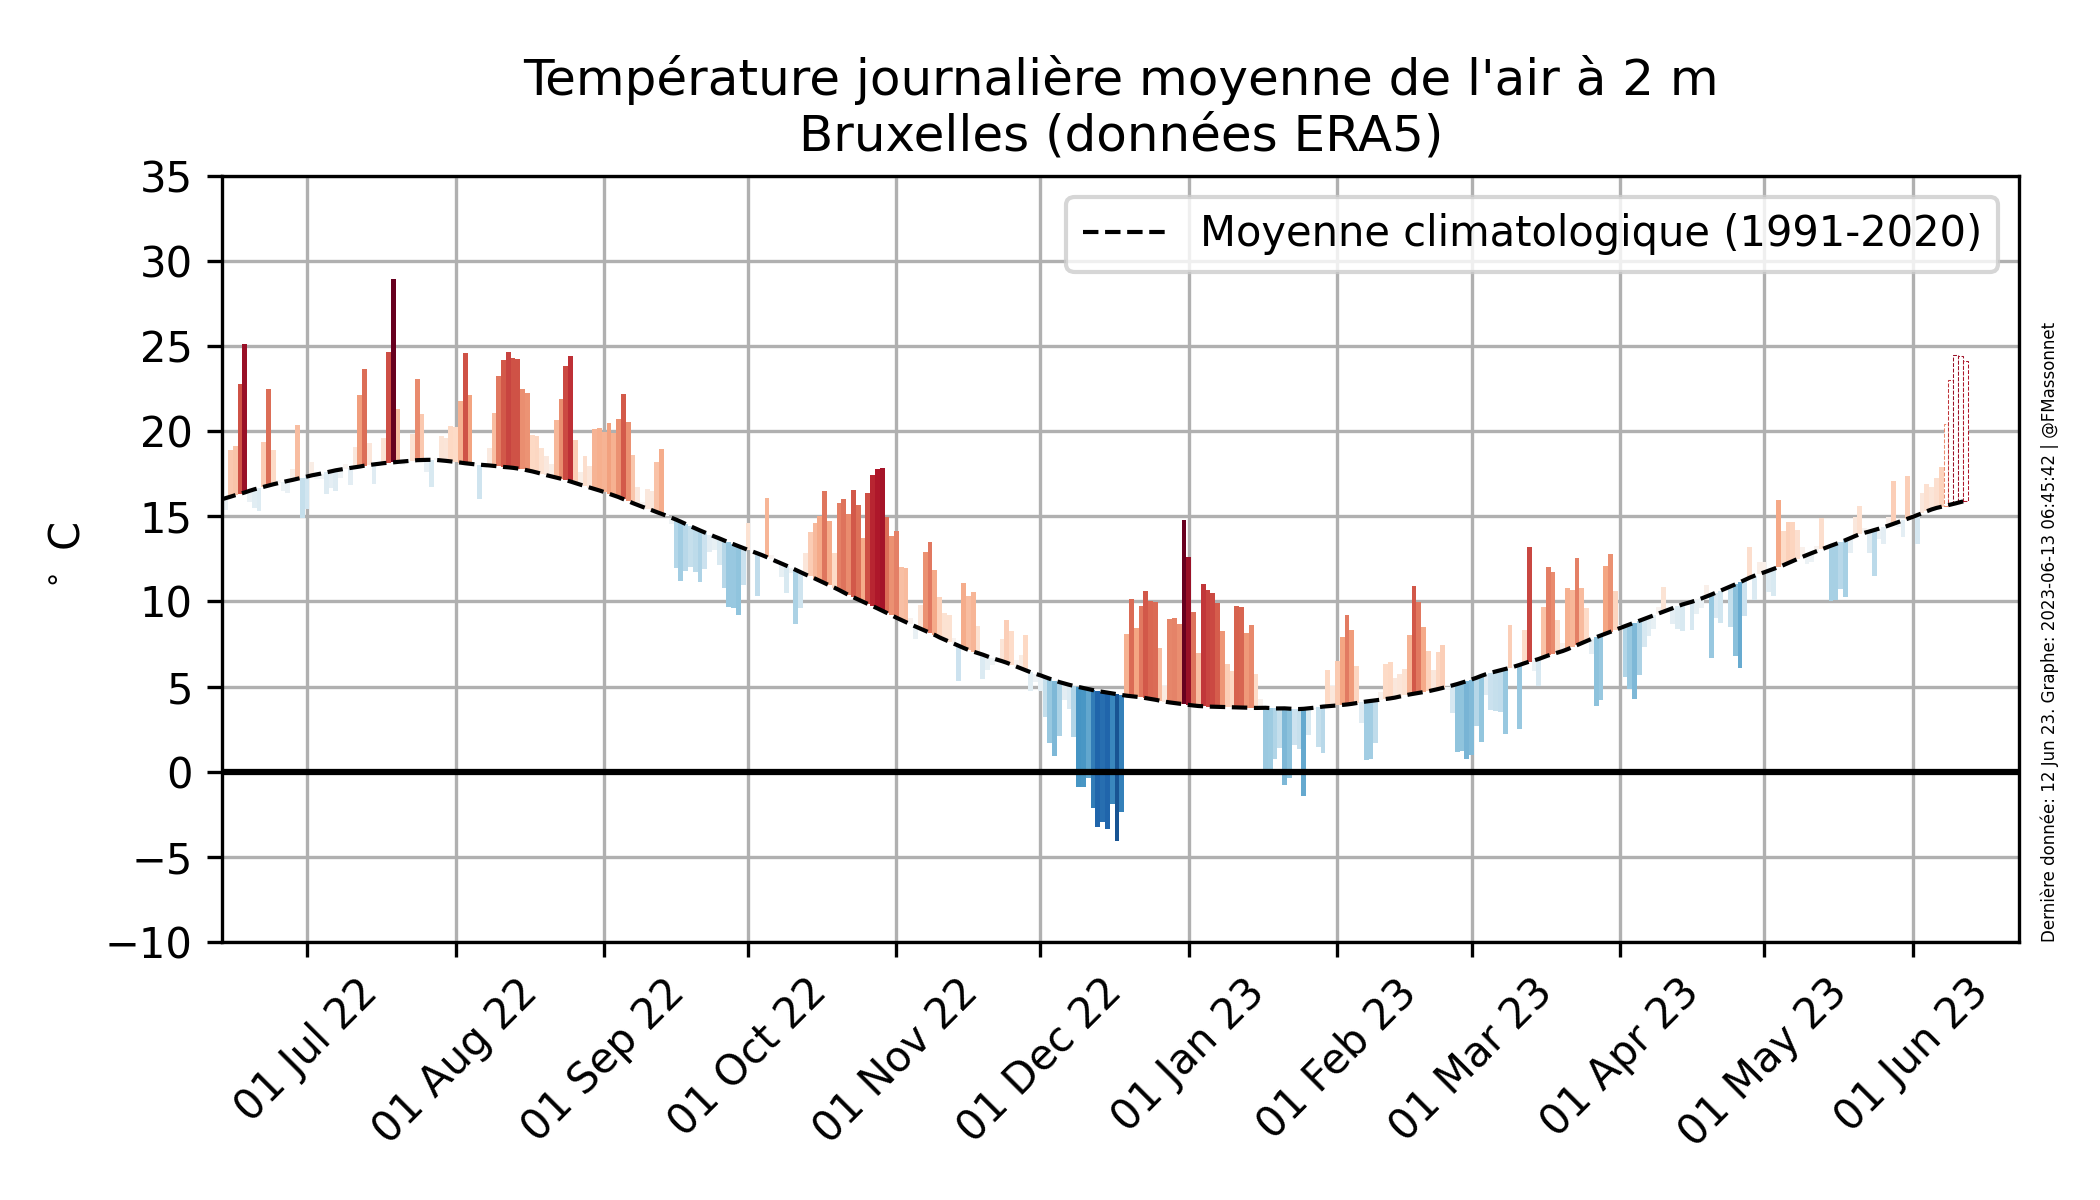 Température journalière moyenne de l'air à 2 m
Bruxelles (données ERA5)
Moyenne climatologique (1991-2020)
° C
35
30
25
20
15
10
5
0
−5
−10
01 Jul 22
01 Aug 22
01 Sep 22
01 Oct 22
01 Nov 22
01 Dec 22
01 Jan 23
01 Feb 23
01 Mar 23
01 Apr 23
01 May 23
01 Jun 23
Dernière donnée: 12 Jun 23. Graphe: 2023-06-13 06:45:42 | @FMassonnet